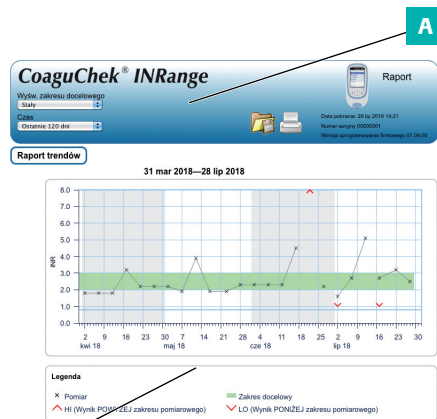 A
CoaguChek® INRange
Raport
Wyśw. zakresu docelowego
Stały
Czas
Ostatnie 120 dni
Data pobrania: 28 lip 2018 14:21
Numar seryjny 00000001
Wersja oprogramowania firmowego 01.04.00
Raport trendów
31 mar 2018—28 lip 2018
INR
8.0
7.0
6.0
5.0
4.0
3.0
2.0
1.0
0.0
2 9 16 23 30 7 14 21 28 4 11 18 25 2 9 16 23 30
kwi 18 maj 18 cze 18 lip 18
Legenda
× Pomiar
Zakres docelowy
HI (Wynik POWYŻEJ zakresu pomiarowego)
LO (Wynik PONIŻEJ zakresu pomiarowego)